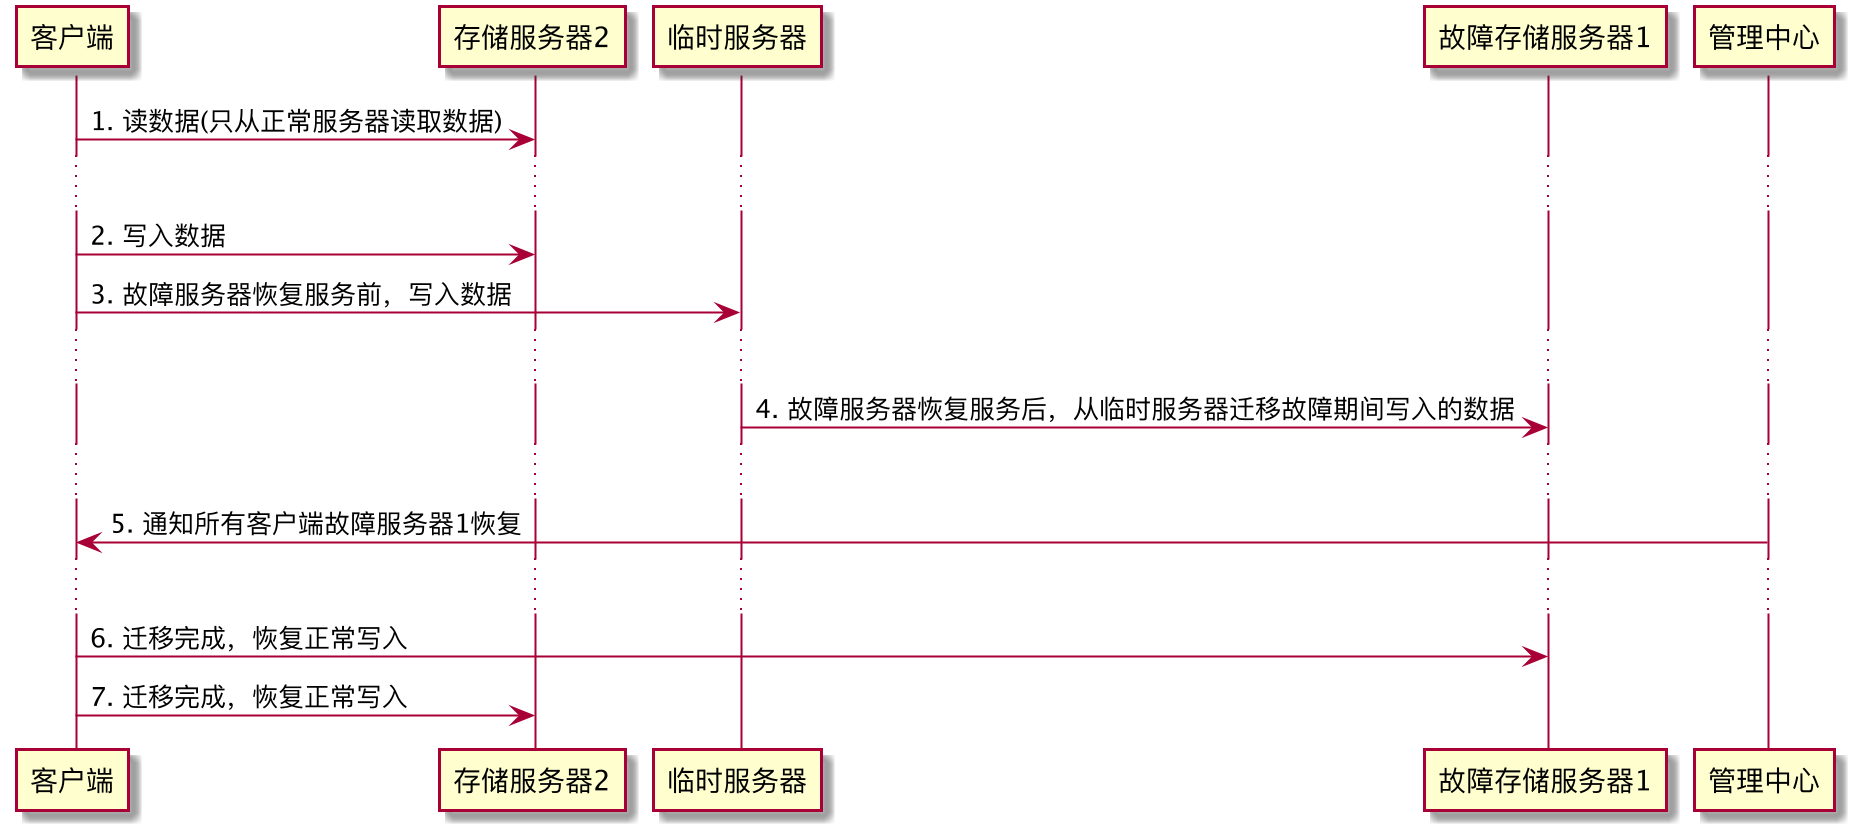 客户端
存储服务器2
临时服务器
故障存储服务器1
管理中心
1. 读数据(只从正常服务器读取数据)
2. 写入数据
3. 故障服务器恢复服务前，写入数据
4. 故障服务器恢复服务后，从临时服务器迁移故障期间写入的数据
5. 通知所有客户端故障服务器1恢复
6. 迁移完成，恢复正常写入
7. 迁移完成，恢复正常写入
客户端
存储服务器2
临时服务器
故障存储服务器1
管理中心